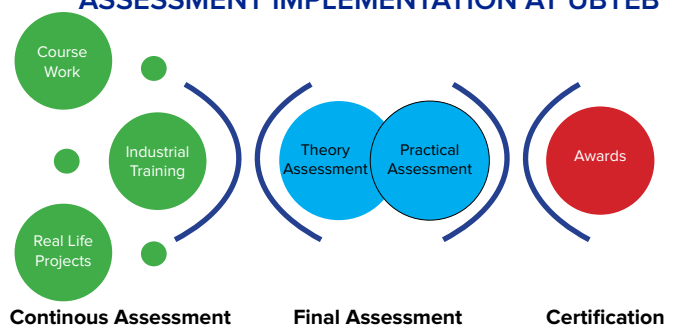 ASSESSMENT IMPLEMENTATION AT UBTEB
Course
Work
Industrial
Training
Real Life
Projects
Theory
Assessment
Practical
Assessment
Awards
Continous Assessment
Final Assessment
Certification